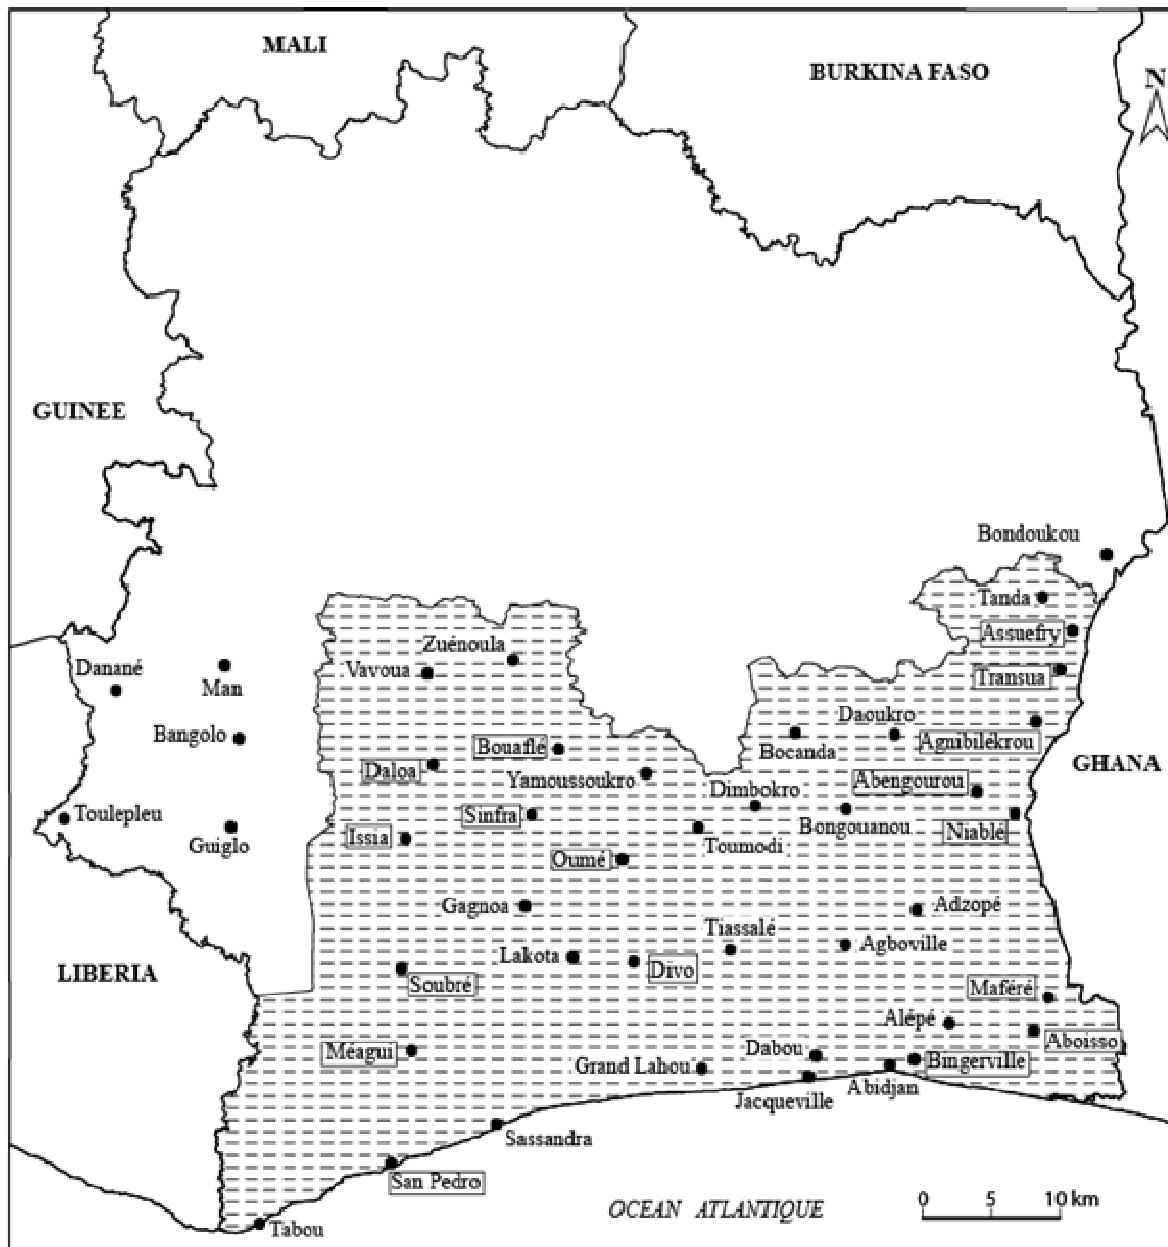 MALI
BURKINA FASO
N
GUINEE
Bondoukou
Tanda
Assuefry
Zuénoula
Danané
Vavoua
Man
Transua
Daoukro
Bangolo
Bouaflé
Bocanda
Agnibilékrou
GHANA
Daloa
Yamoussoukro
Dimbokro
Abengourou
Toulepleu
Sinfra
Bongouanou
Niablé
Guiglo
Issia
Toumodi
Oumé
Gagnoa
Adzopé
Tiassalé
Lakota
Agboville
LIBERIA
Divo
Soubré
Maféré
Alépé
Aboisso
Méagui
Dabou
Grand Lahou
Bingerville
Abidjan
Jacqueville
Sassandra
San Pedro
0 5 10 km
OCEAN ATLANTIQUE
Tabou